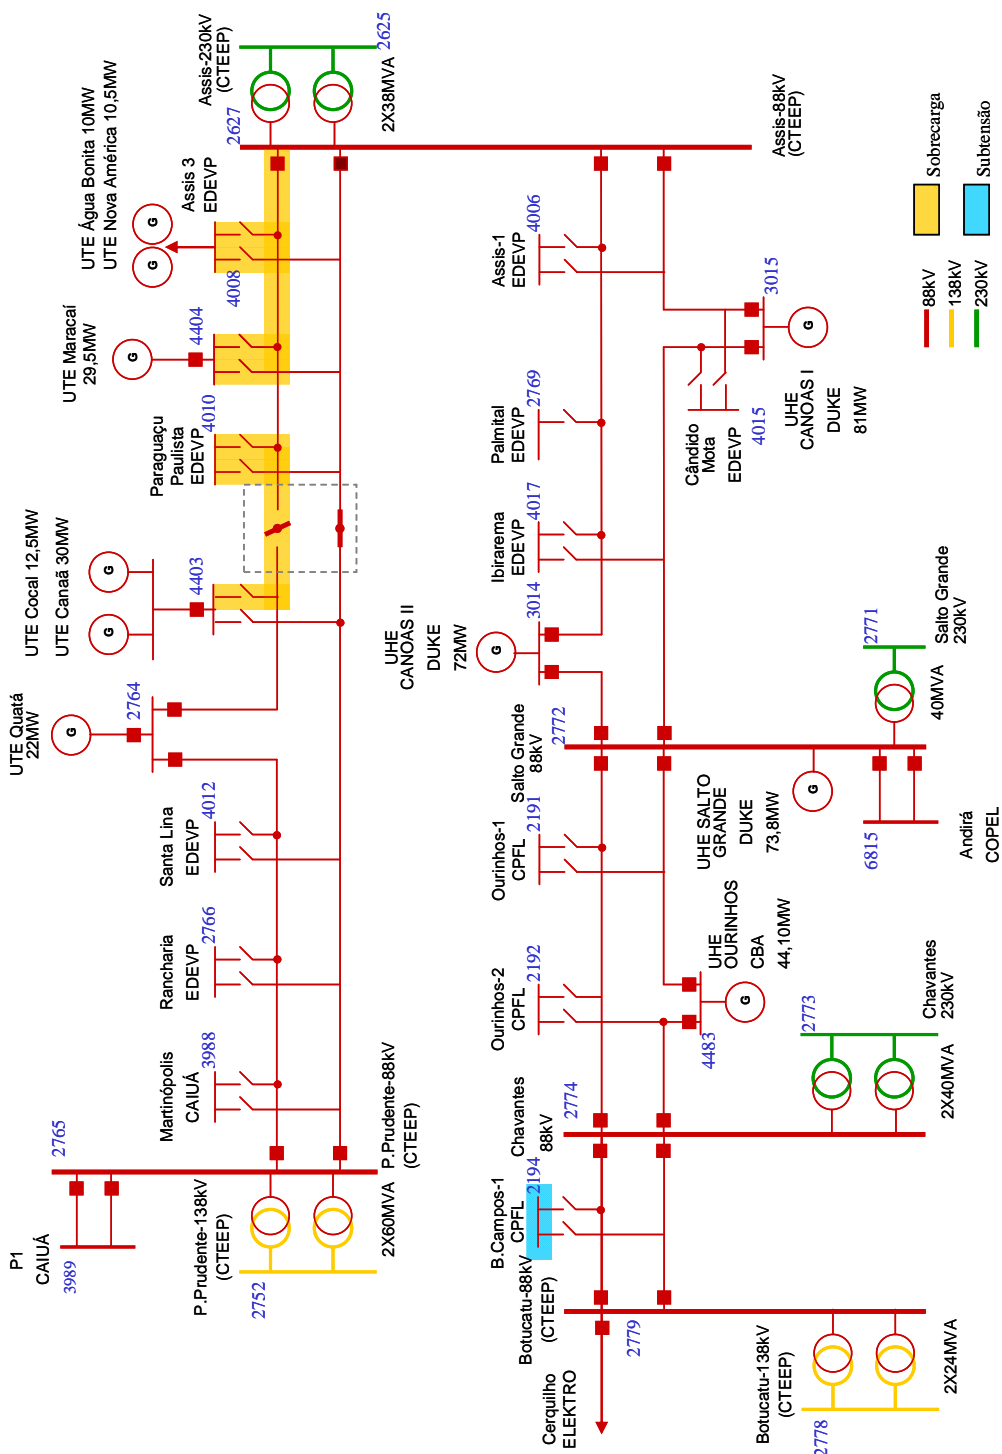 P1
CAIUÁ
3989
2765
P.Prudente-138kV
(CTEEP)
2752
2X60MVA
P.Prudente-88kV
(CTEEP)
Martinópolis
CAIUÁ
3988
Rancharia
EDEVP
2766
Santa Lina
EDEVP
4012
UTE Quatá
22MW
G
2764
UTE Cocal 12,5MW
UTE Canaã 30MW
G
G
4403
Paraguaçu
Paulista
EDEVP
4010
UTE Maracaí
29,5MW
G
4404
UTE Água Bonita 10MW
UTE Nova América 10,5MW
G
G
Assis 3
EDEVP
4008
Assis-230kV
(CTEEP)
2627
2625
2X38MVA
Assis-88kV
(CTEEP)
Cerquilho
ELEKTRO
Botucatu-88kV
(CTEEP)
2779
Botucatu-138kV
(CTEEP)
2778
2X24MVA
B.Campos-1
CPFL
2194
Chavantes
88kV
2774
Chavantes
230kV
2773
2X40MVA
Ourinhos-2
CPFL
2192
UHE
OURINHOS
CBA
44,10MW
G
4483
Ourinhos-1
CPFL
2191
Salto Grande
88kV
2772
UHE SALTO
GRANDE
DUKE
73,8MW
G
6815
Andirá
COPEL
Salto Grande
230kV
2771
40MVA
UHE
CANOAS II
DUKE
72MW
G
3014
Ibirarema
EDEVP
4017
Palmital
EDEVP
2769
Cândido
Mota
EDEVP
4015
UHE
CANOAS I
DUKE
81MW
G
3015
Assis-1
EDEVP
4006
88kV
138kV
230kV
Sobrecarga
Subtensão